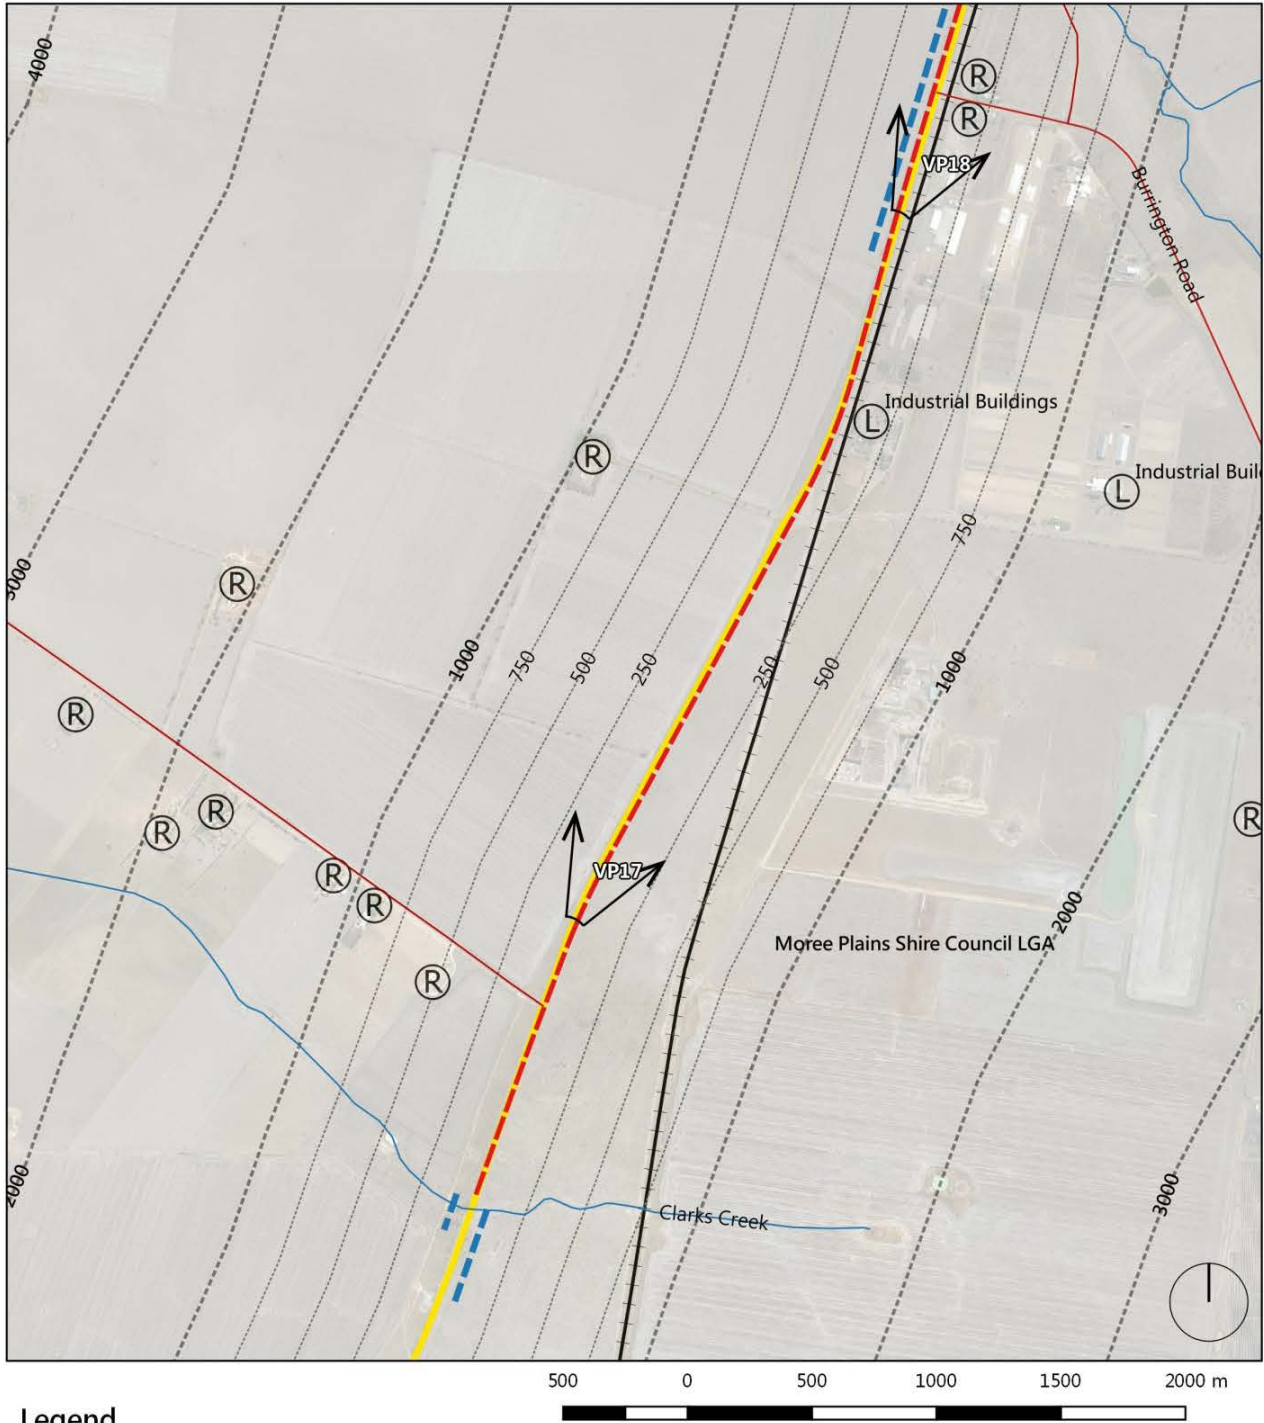 4000
R
R
VP18
Burrington Road
Industrial Buildings
L
R
Industrial Buil
L
750
3000
R
1000
750
500
250
250
500
1000
R
R
R
R
VP17
R
R
2000
Moree Plains Shire Council LGA
R
2000
3000
Clarks Creek
500 0 500 1000 1500 2000 m
Legend